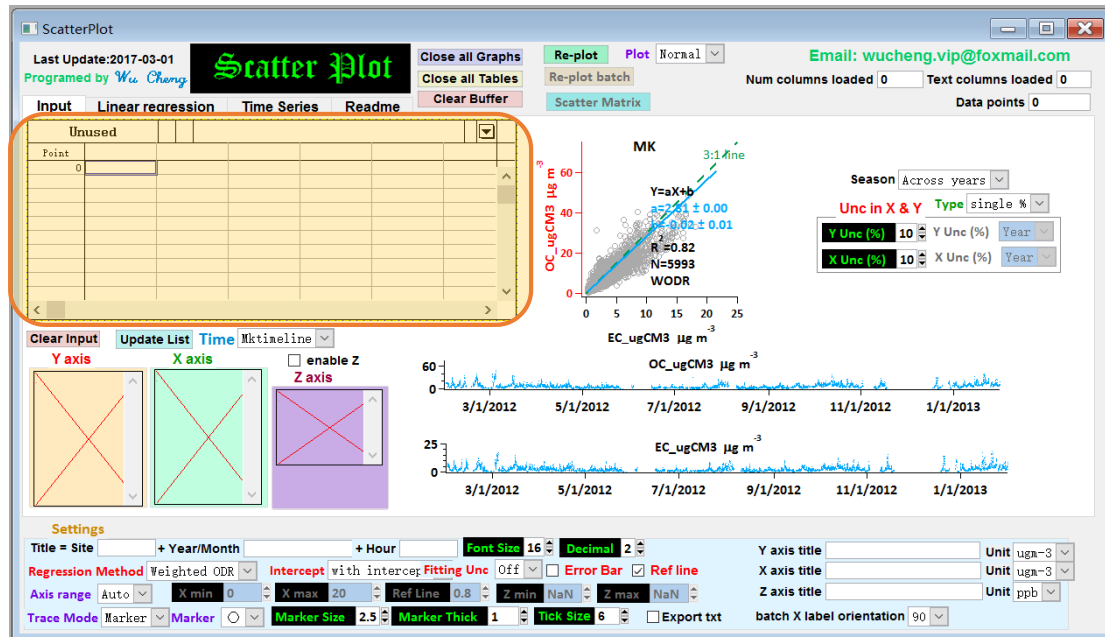 ScatterPlot
Last Update:2017-03-01
Programed by Wu Cheng
Scatter Plot
Close all Graphs
Close all Tables
Clear Buffer
Re-plot Plot Normal
Re-plot batch
Scatter Matrix
Email: wucheng.vip@foxmail.com
Num columns loaded 0 Text columns loaded 0
Data points 0
Input Linear regression Time Series Readme
Unused
Point
0
MK
3:1 line
Y=aX+b
a=2.81 ± 0.00
b=-0.02 ± 0.01
R²=0.82
N=5993
WODR
OC_ugCM3 μg m-3
60
40
20
0
0 5 10 15 20 25
EC_ugCM3 μg m-3
Season Across years
Unc in X & Y Type single %
Y Unc (%) 10 Y Unc (%) Year
X Unc (%) 10 X Unc (%) Year
Clear Input Update List Time Mktimeline
Y axis X axis enable Z
Z axis
OC_ugCM3 μg m-3
60
0
3/1/2012 5/1/2012 7/1/2012 9/1/2012 11/1/2012 1/1/2013
EC_ugCM3 μg m-3
25
0
3/1/2012 5/1/2012 7/1/2012 9/1/2012 11/1/2012 1/1/2013
Settings
Title = Site + Year/Month + Hour Font Size 16 Decimal 2 Y axis title Unit ugm-3
Regression Method Weighted ODR Intercept with intercep Fitting Unc Off Error Bar Ref line X axis title Unit ugm-3
Axis range Auto X min 0 X max 20 Ref Line 0.8 Z min NaN Z max NaN Z axis title Unit ppb
Trace Mode Marker Marker Marker Size 2.5 Marker Thick 1 Tick Size 6 Export txt batch X label orientation 90